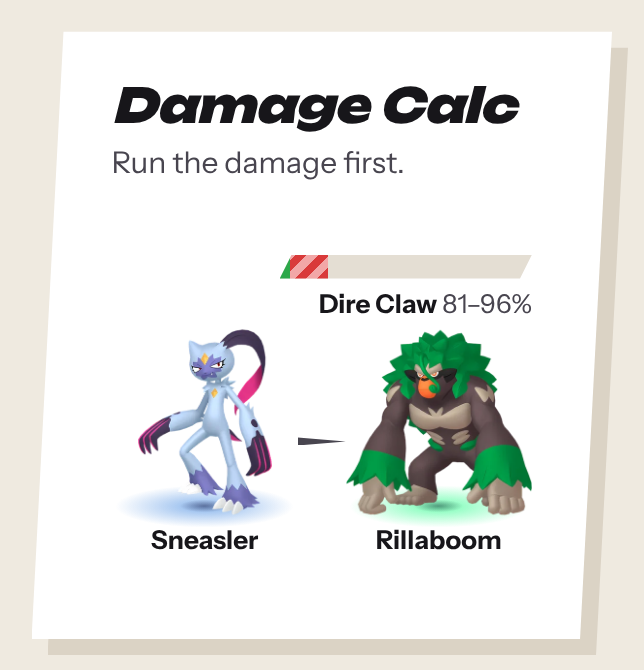 Damage Calc
Run the damage first.
Dire Claw 81–96%
Sneasler
Rillaboom